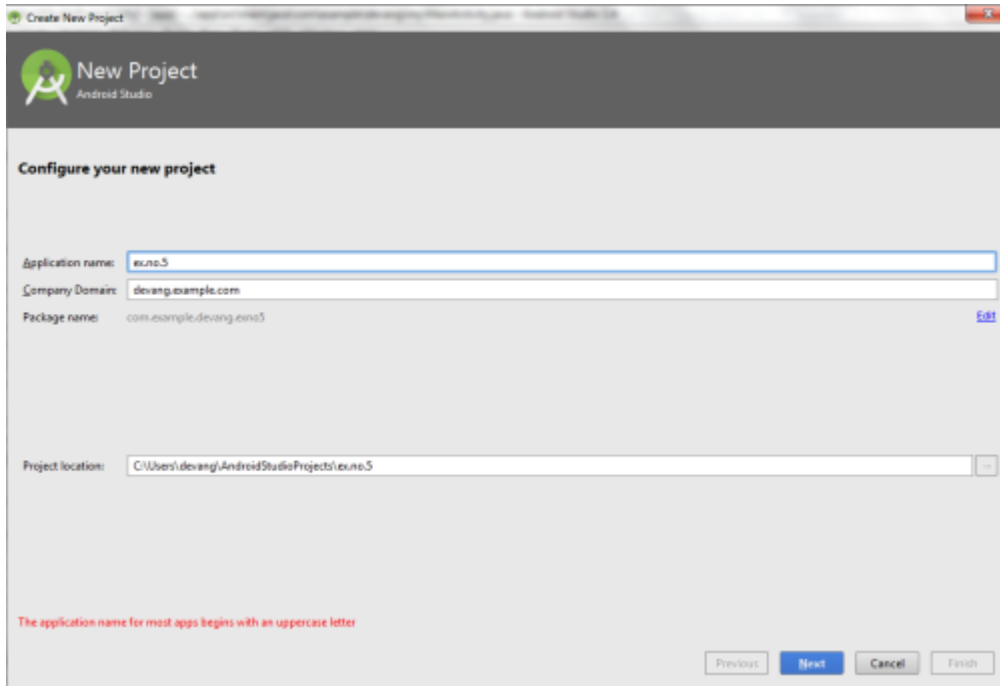 Create New Project
New Project
Android Studio
Configure your new project
Application name: ex.no.5
Company Domain: devang.example.com
Package name: com.example.devang.exno5
Edit
Project location: C:\Users\devang\AndroidStudioProjects\ex.no.5
...
The application name for most apps begins with an uppercase letter
Previous Next Cancel Finish